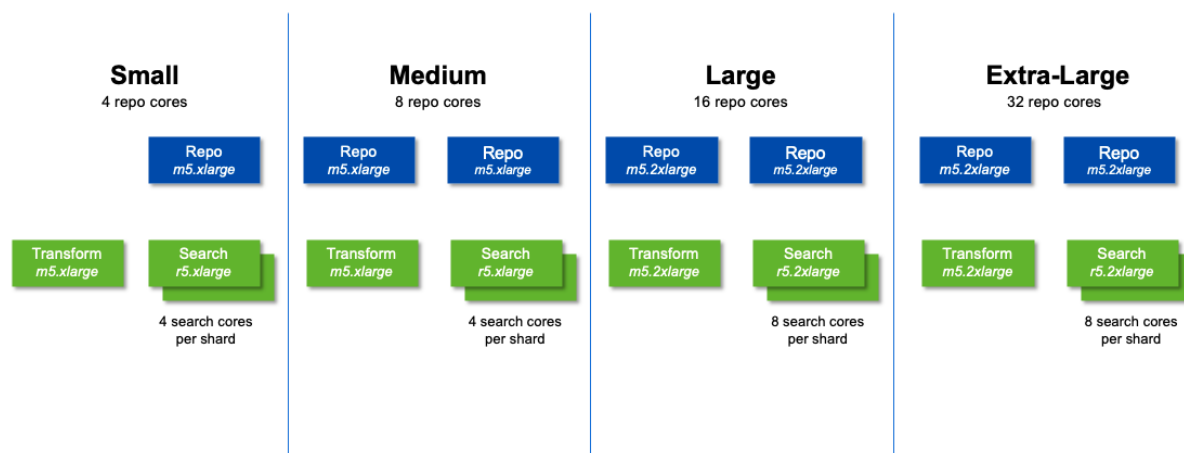 Small
4 repo cores
Repo
m5.xlarge
Transform
m5.xlarge
Search
r5.xlarge
4 search cores
per shard
Medium
8 repo cores
Repo
m5.xlarge
Repo
m5.xlarge
Transform
m5.xlarge
Search
r5.xlarge
4 search cores
per shard
Large
16 repo cores
Repo
m5.2xlarge
Repo
m5.2xlarge
Transform
m5.2xlarge
Search
r5.2xlarge
8 search cores
per shard
Extra-Large
32 repo cores
Repo
m5.2xlarge
Repo
m5.2xlarge
Transform
m5.2xlarge
Search
r5.2xlarge
8 search cores
per shard